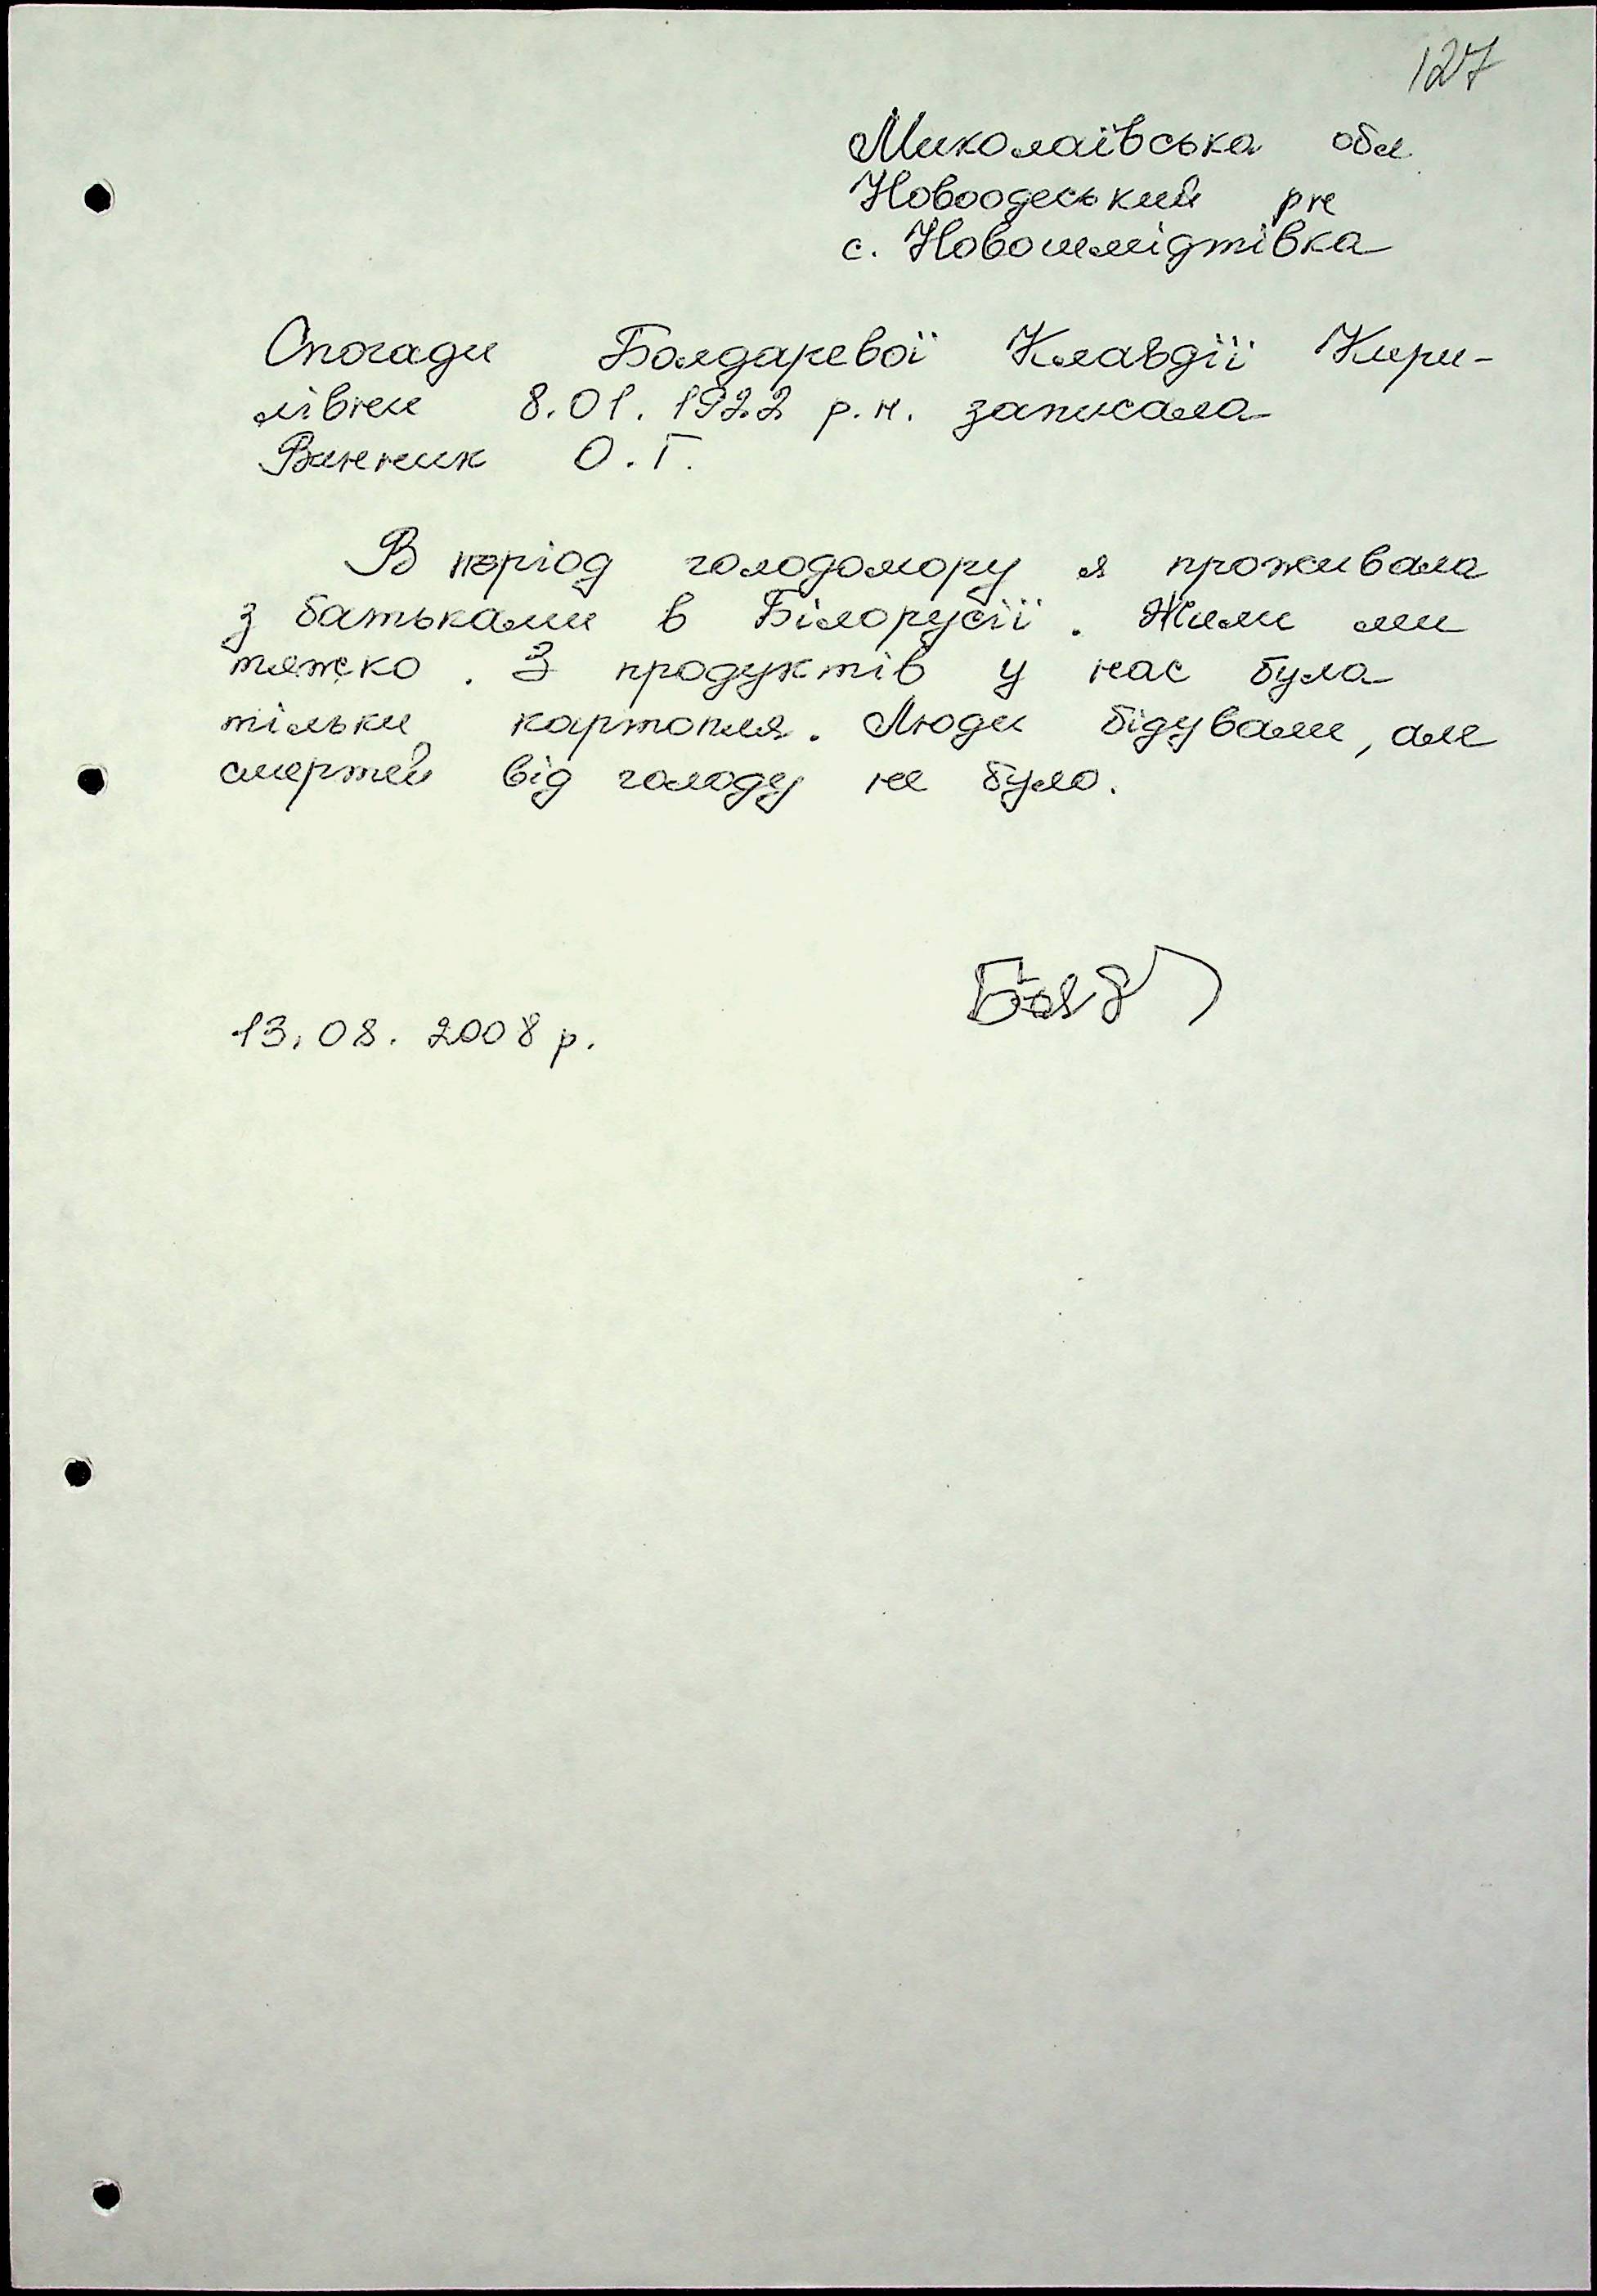 127
Миколаївська обл.
Новоодеський р-н
с. Новошмідтівка
Спогади Болдаревої Клавдії Кири-
лівни 8.01.1922 р.н. записала
Винник О.Г.
В період голодомору я проживала
з батьками в Білорусії. Жили ми
тяжко. З продуктів у нас була
тільки картопля. Люди бідували, але
смертей від голоду не було.
13.08.2008 р.